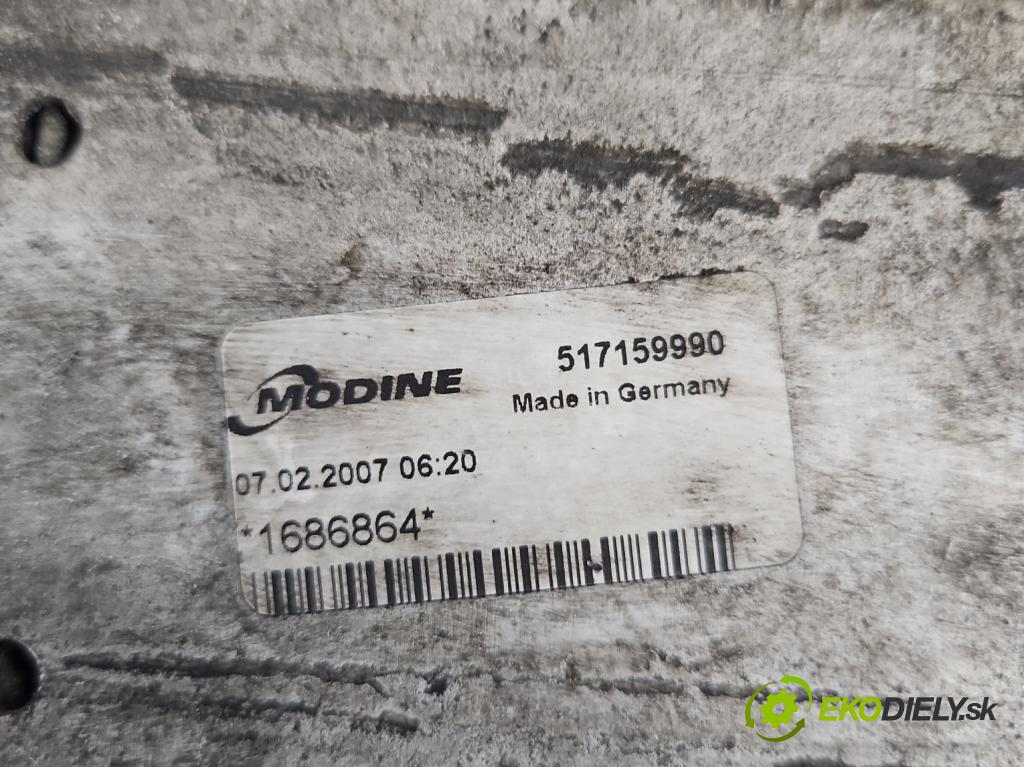 MODINE
517159990
Made in Germany
07.02.2007 06:20
*1686864*
EKODIELY.sk